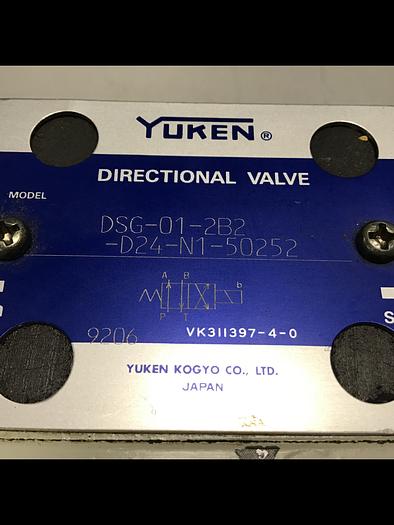 YUKEN ®
DIRECTIONAL VALVE
MODEL
DSG-01-2B2
-D24-N1-50252
A B
b
P T
9206
VK311397-4-0
YUKEN KOGYO CO., LTD.
JAPAN